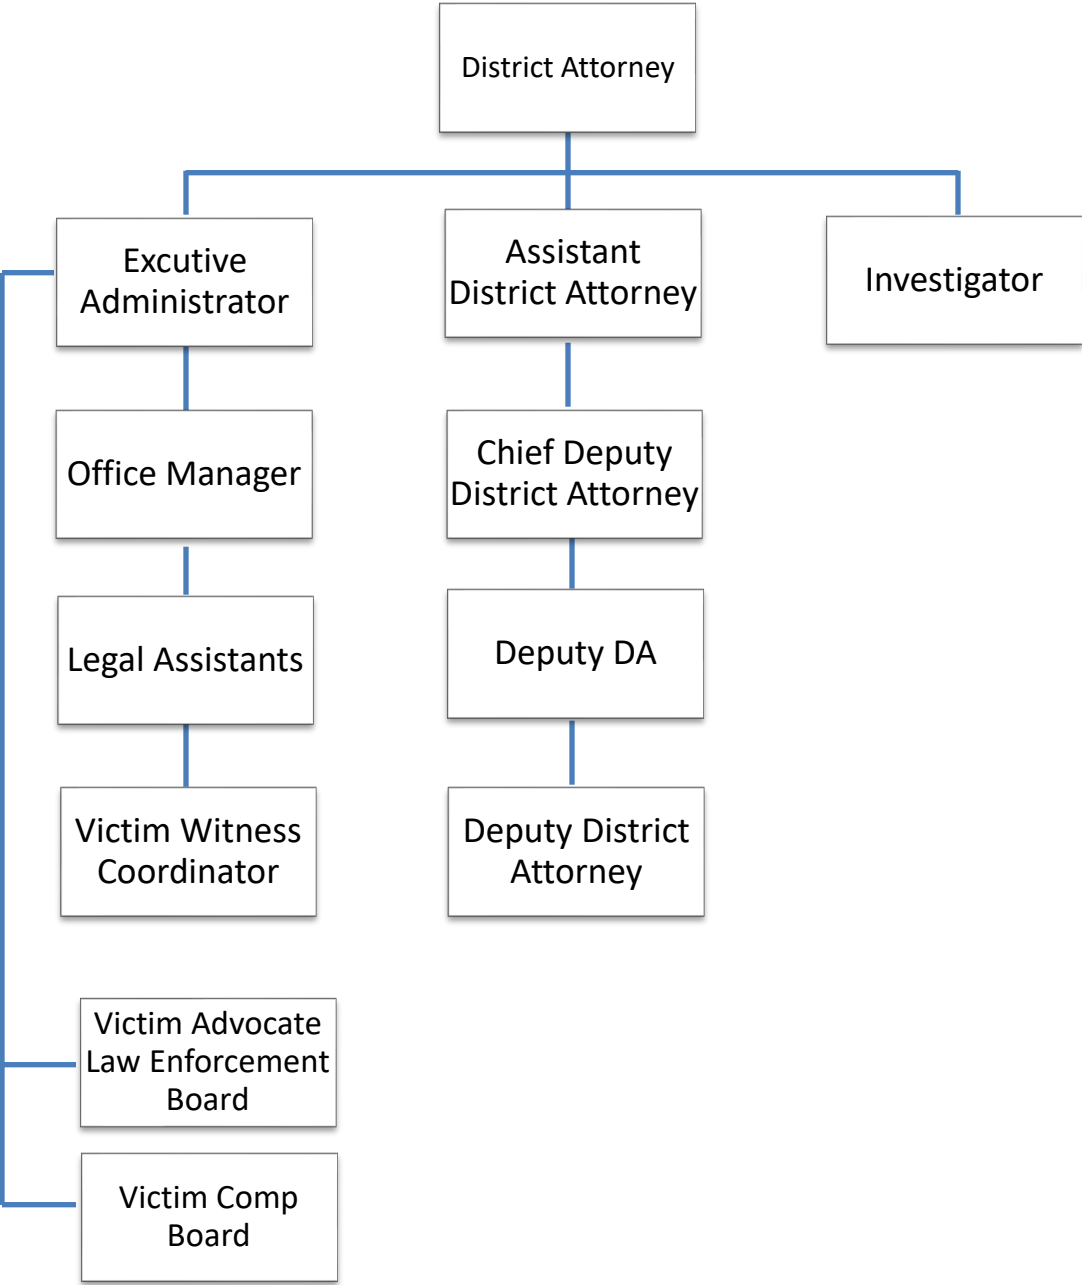 District Attorney
Excutive
Administrator
Assistant
District Attorney
Investigator
Office Manager
Chief Deputy
District Attorney
Legal Assistants
Deputy DA
Victim Witness
Coordinator
Deputy District
Attorney
Victim Advocate
Law Enforcement
Board
Victim Comp
Board